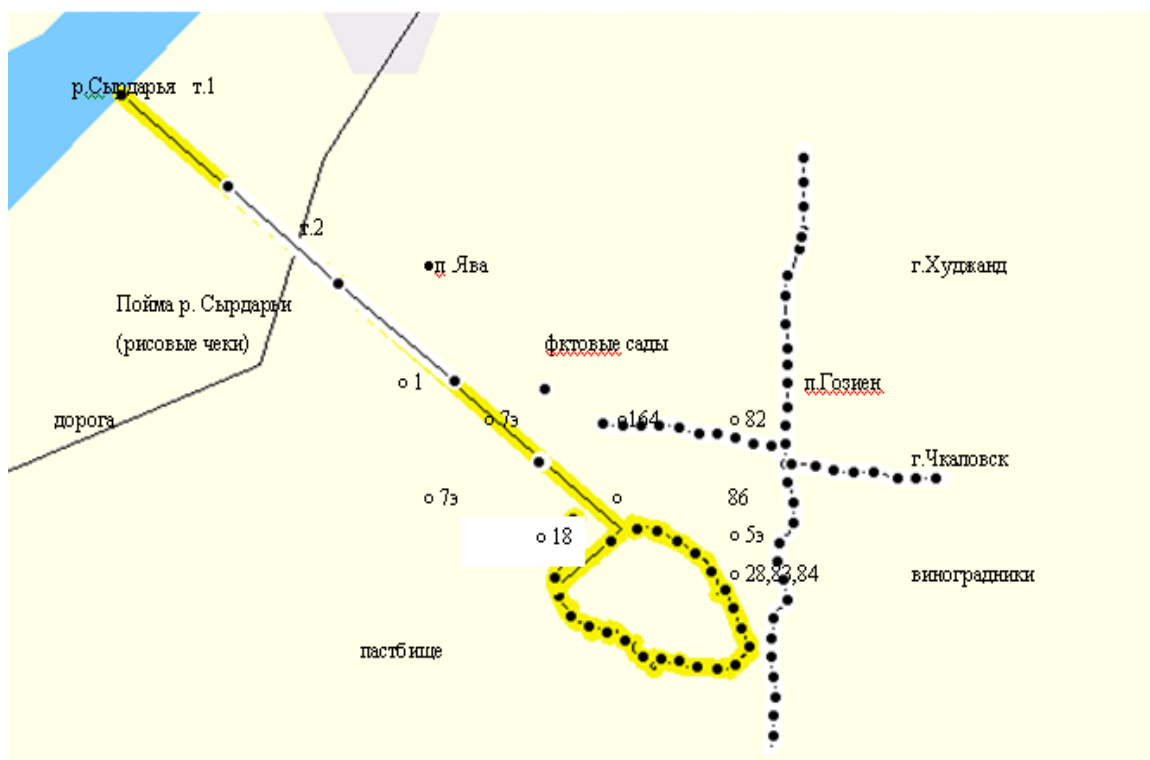 р.Сырдарья т.1
т.2
п Ява
г.Худжанд
Пойма р. Сырдарьи
(рисовые чеки)
фктовые сады
о 1
п.Гозиен
дорога
о 7э
о164
о 82
г.Чкаловск
о 7э
о
86
о 18
о 5э
о 28,83,84
виноградники
пастбище